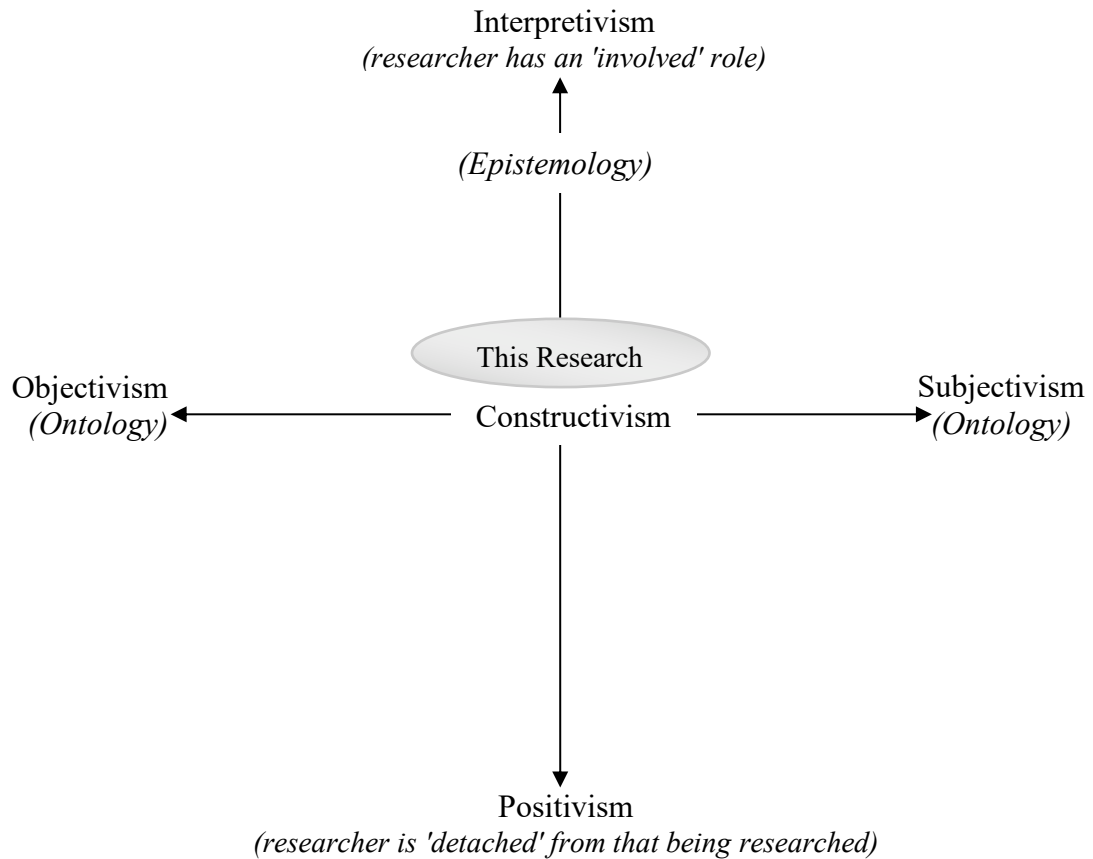 Interpretivism
(researcher has an 'involved' role)
(Epistemology)
This Research
Objectivism
(Ontology)
Constructivism
Subjectivism
(Ontology)
Positivism
(researcher is 'detached' from that being researched)